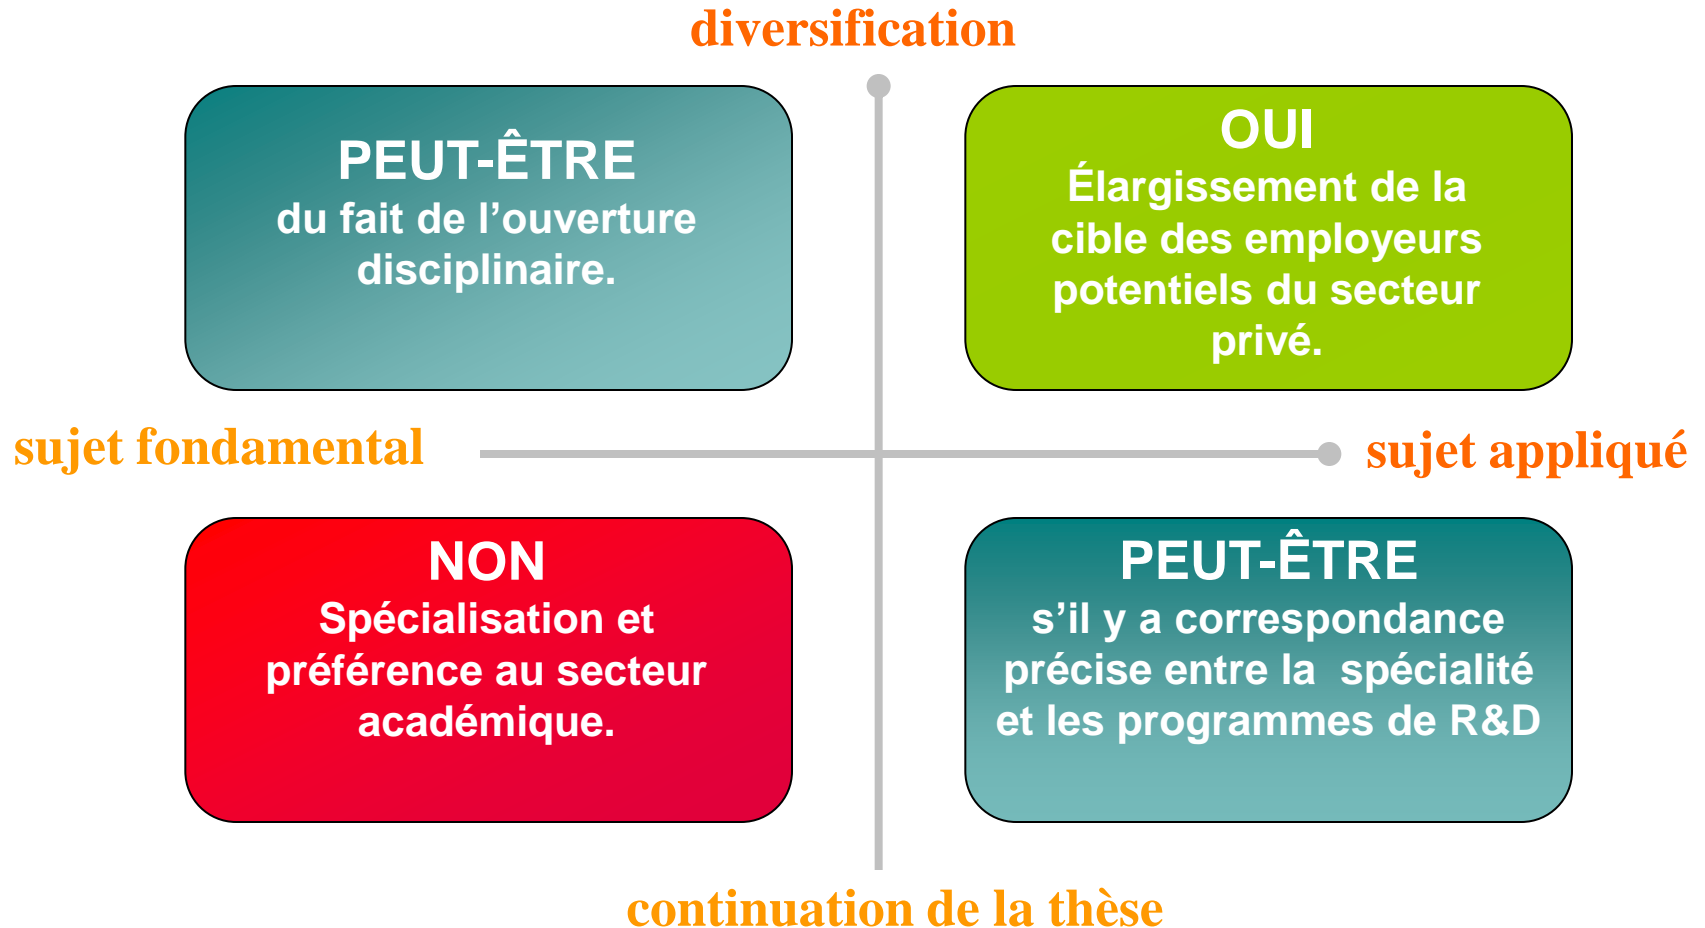 diversification
PEUT-ÊTRE
du fait de l’ouverture
disciplinaire.
OUI
Élargissement de la
cible des employeurs
potentiels du secteur
privé.
sujet fondamental
sujet appliqué
NON
Spécialisation et
préférence au secteur
académique.
PEUT-ÊTRE
s’il y a correspondance
précise entre la  spécialité
et les programmes de R&D
continuation de la thèse